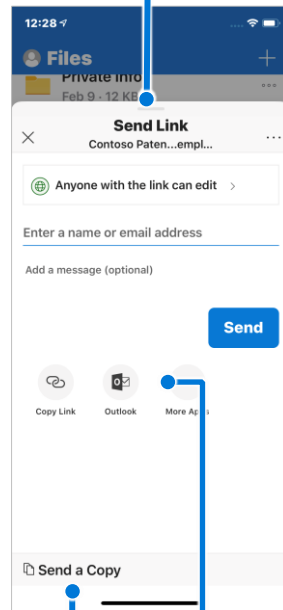 12:28
Files
Private Info
Feb 9 - 12 KB
Send Link
Contoso Paten...empl...
Anyone with the link can edit
Enter a name or email address
Add a message (optional)
Send
Copy Link
Outlook
More Apps
Send a Copy